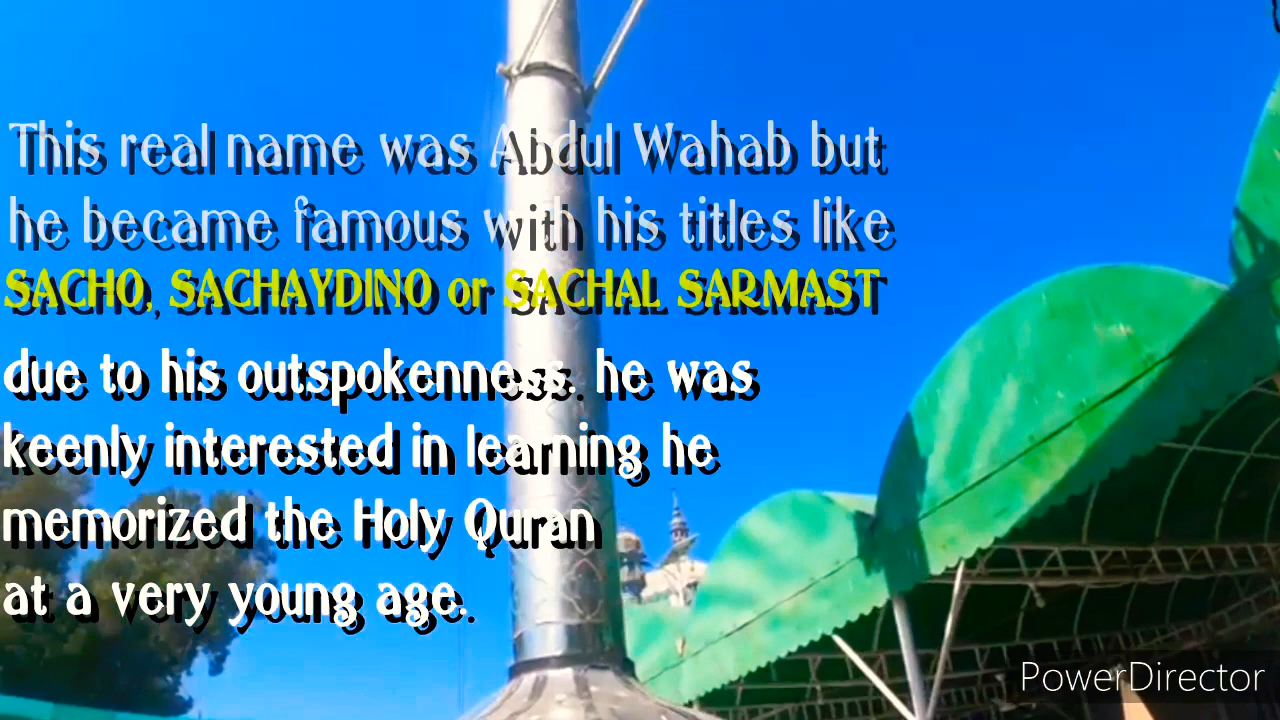 This real name was Abdul Wahab but
he became famous with his titles like
SACHO, SACHAYDINO or SACHAL SARMAST
due to his outspokenness. he was
keenly interested in learning he
memorized the Holy Quran
at a very young age.
PowerDirector